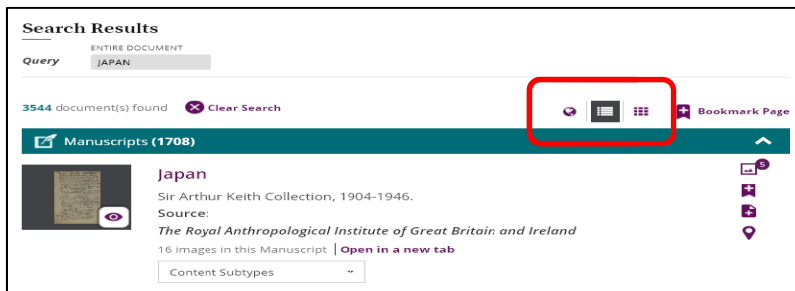 Search Results
ENTIRE DOCUMENT
Query JAPAN
3544 document(s) found Clear Search Bookmark Page
Manuscripts (1708)
Japan
5
Sir Arthur Keith Collection, 1904-1946.
Source:
The Royal Anthropological Institute of Great Britain and Ireland
16 images in this Manuscript | Open in a new tab
Content Subtypes